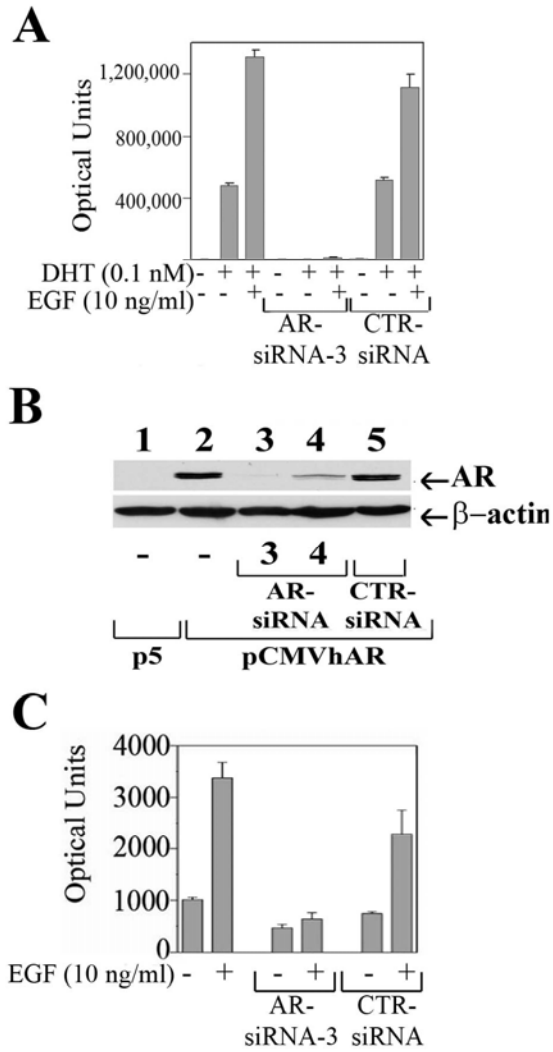 A
Optical Units
1,200,000
800,000
400,000
DHT (0.1 nM) - + + - + + - + +
EGF (10 ng/ml) - - + - - + - - +
AR-
siRNA-3
CTR-
siRNA
B
1 2 3 4 5
←AR
←β-actin
- - 3 4
AR-
siRNA
CTR-
siRNA
p5 pCMVhAR
C
Optical Units
4000
3000
2000
1000
0
EGF (10 ng/ml) - + - + - +
AR-
siRNA-3
CTR-
siRNA